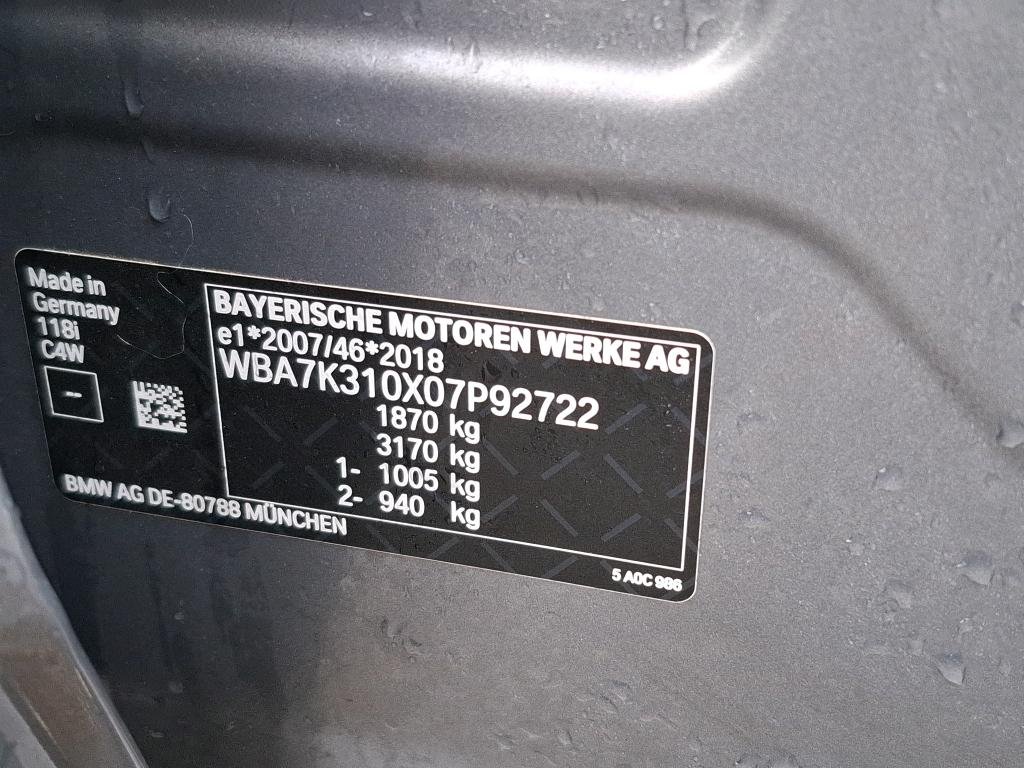 Made in
Germany
118i
C4W
-
BMW AG DE-80788 MÜNCHEN
BAYERISCHE MOTOREN WERKE AG
e1*2007/46*2018
WBA7K310X07P92722
1870 kg
3170 kg
1- 1005 kg
2- 940 kg
5 A0C 986